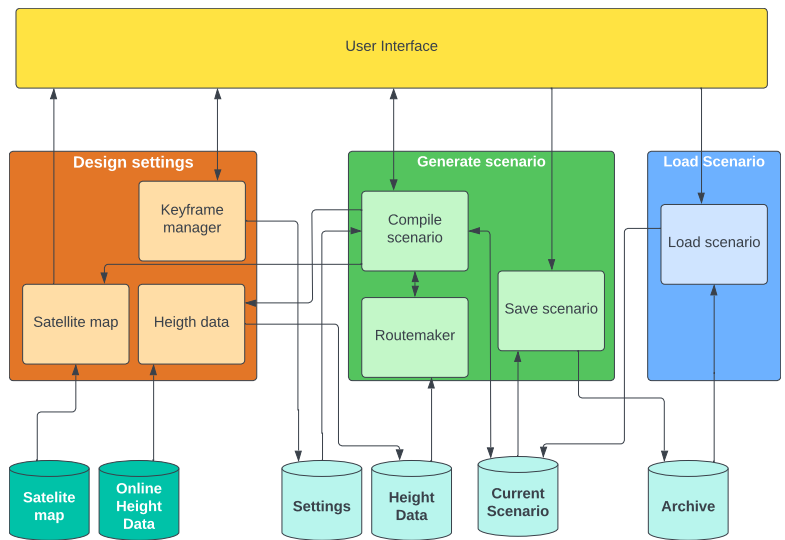 User Interface
Design settings
Generate scenario
Load Scenario
Keyframe
manager
Compile
scenario
Load scenario
Satellite map
Heigth data
Routemaker
Save scenario
Satelite
map
Online
Height
Data
Settings
Height
Data
Current
Scenario
Archive